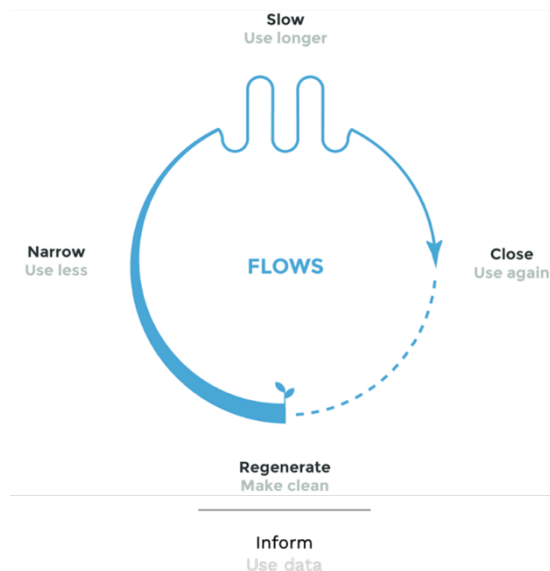 Slow
Use longer
Narrow
Use less
FLOWS
Close
Use again
Regenerate
Make clean
Inform
Use data